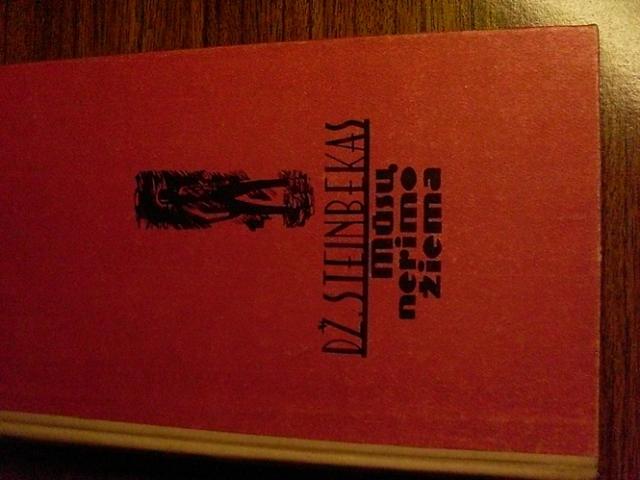 DŽ. STEINBEKAS
mūsų
nerimo
žiema